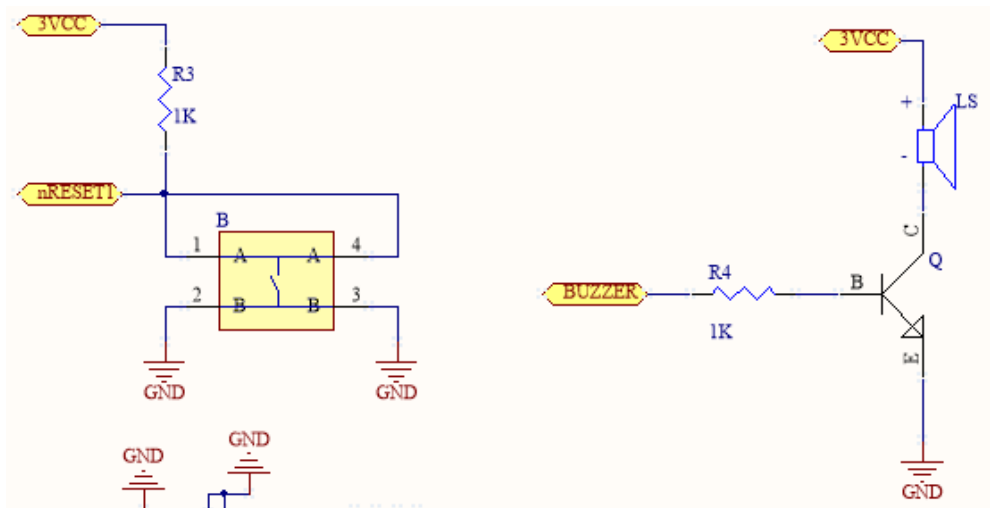 3VCC
R3
1K
nRESET1
B
1 A A 4
2 B B 3
GND GND
GND
GND
3VCC
+ LS
-
C
Q
BUZZER
R4
1K
B
E
GND